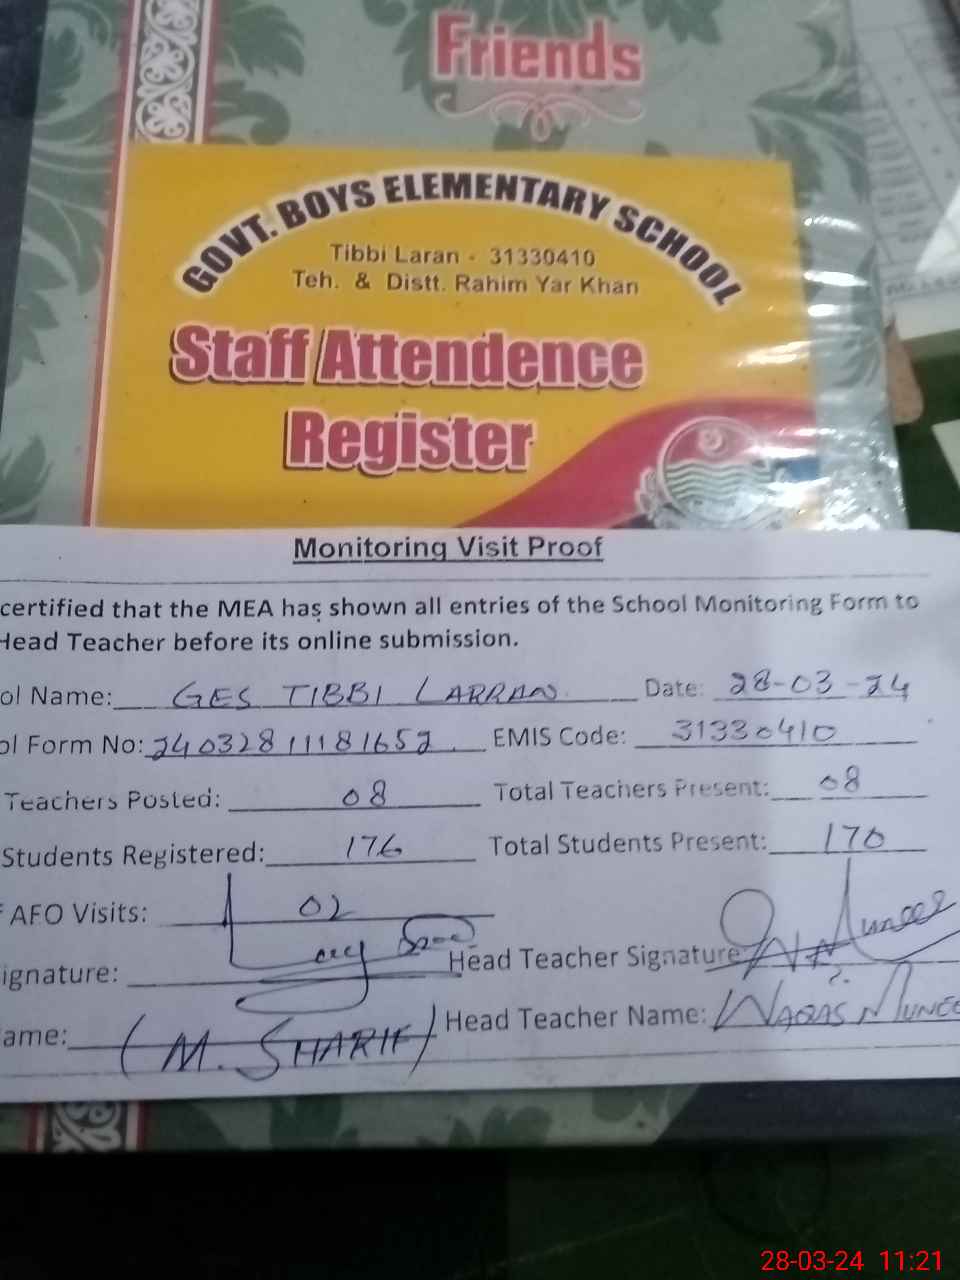 Friends
GOVT. BOYS ELEMENTARY SCHOOL
Tibbi Laran - 31330410
Teh. & Distt. Rahim Yar Khan
Staff Attendence
Register
Monitoring Visit Proof
certified that the MEA has shown all entries of the School Monitoring Form to
Head Teacher before its online submission.
ol Name: GES TIBBI LARRAN Date: 28-03-24
ol Form No: 24032811181652 EMIS Code: 31330410
Teachers Posted: 08 Total Teachers Present: 08
Students Registered: 176 Total Students Present: 170
AFO Visits: 02
ignature: Head Teacher Signature
ame: (M. SHARIF) Head Teacher Name: WAQAS MUNEE
28-03-24 11:21